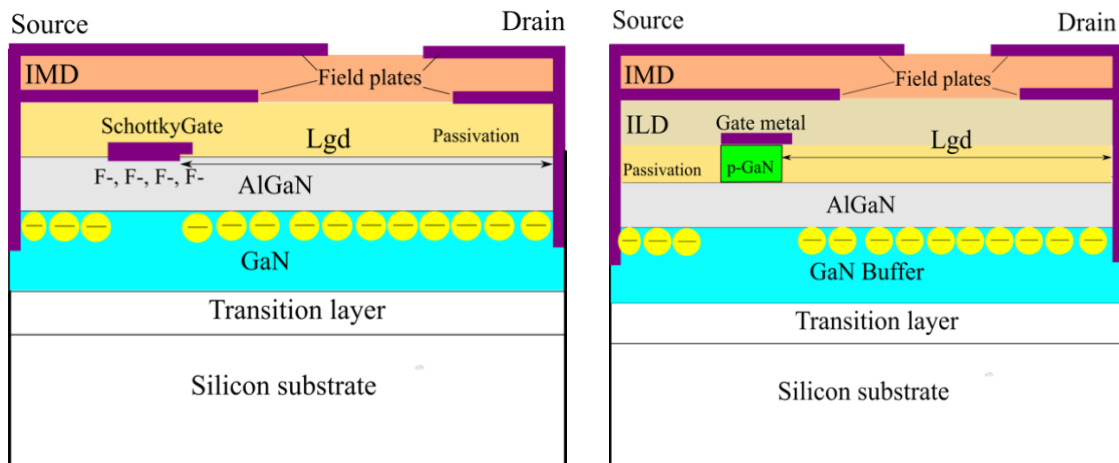 Source
Drain
IMD
Field plates
SchottkyGate
Lgd
Passivation
F-, F-, F-, F-
AlGaN
GaN
Transition layer
Silicon substrate
Source
Drain
IMD
Field plates
ILD
Gate metal
Lgd
Passivation
p-GaN
AlGaN
GaN Buffer
Transition layer
Silicon substrate